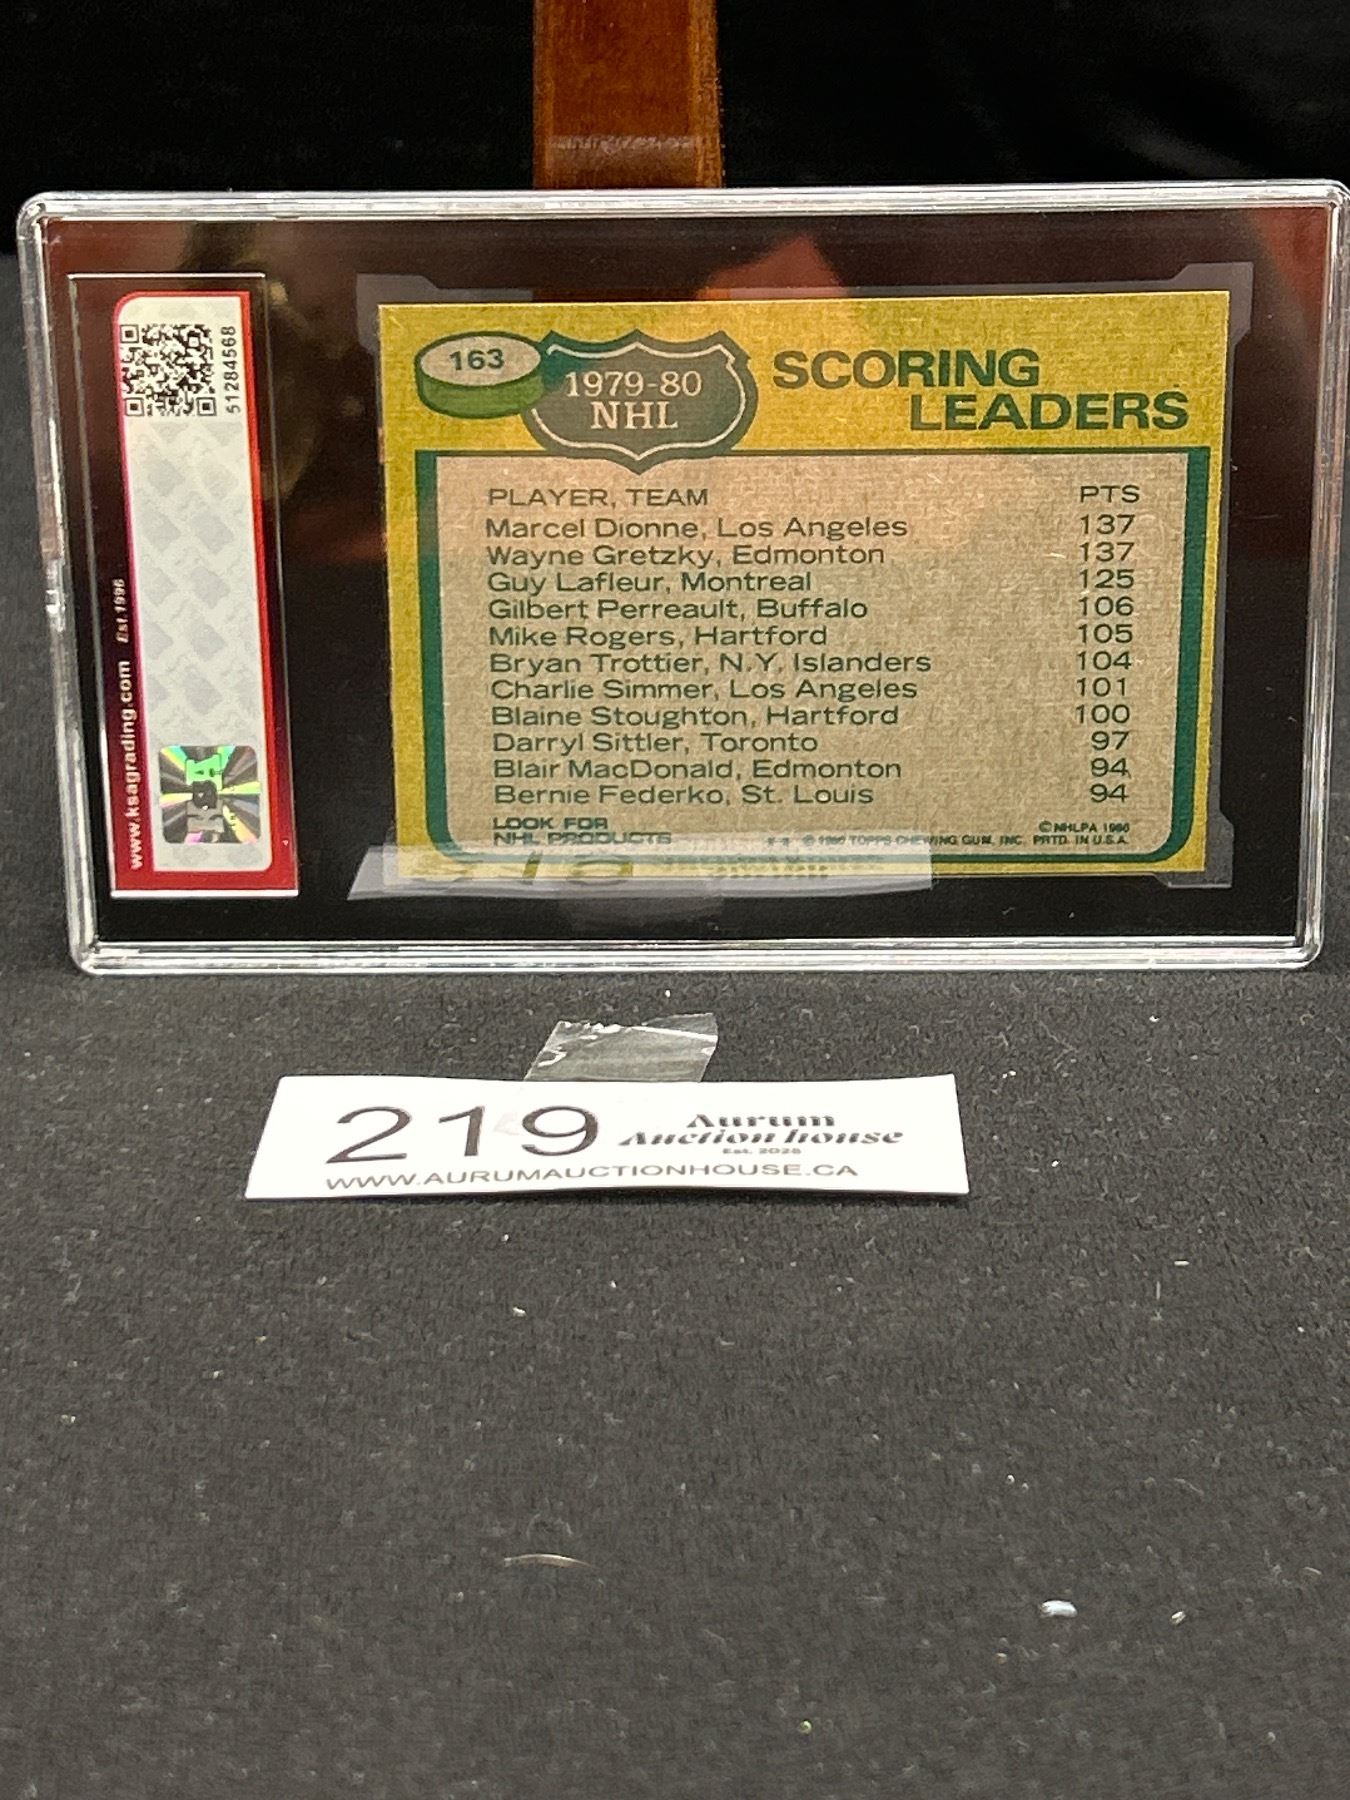 51284568
www.ksagrading.com Est.1996
KSA
163
1979-80
NHL
SCORING
LEADERS
PLAYER, TEAM PTS
Marcel Dionne, Los Angeles 137
Wayne Gretzky, Edmonton 137
Guy Lafleur, Montreal 125
Gilbert Perreault, Buffalo 106
Mike Rogers, Hartford 105
Bryan Trottier, N.Y. Islanders 104
Charlie Simmer, Los Angeles 101
Blaine Stoughton, Hartford 100
Darryl Sittler, Toronto 97
Blair MacDonald, Edmonton 94
Bernie Federko, St. Louis 94
LOOK FOR
NHL PRODUCTS
© NHLPA 1980
© 1980 TOPPS CHEWING GUM, INC. PRTD. IN U.S.A.
219
Aurum
Auction house
Est. 2025
WWW.AURUMAUCTIONHOUSE.CA